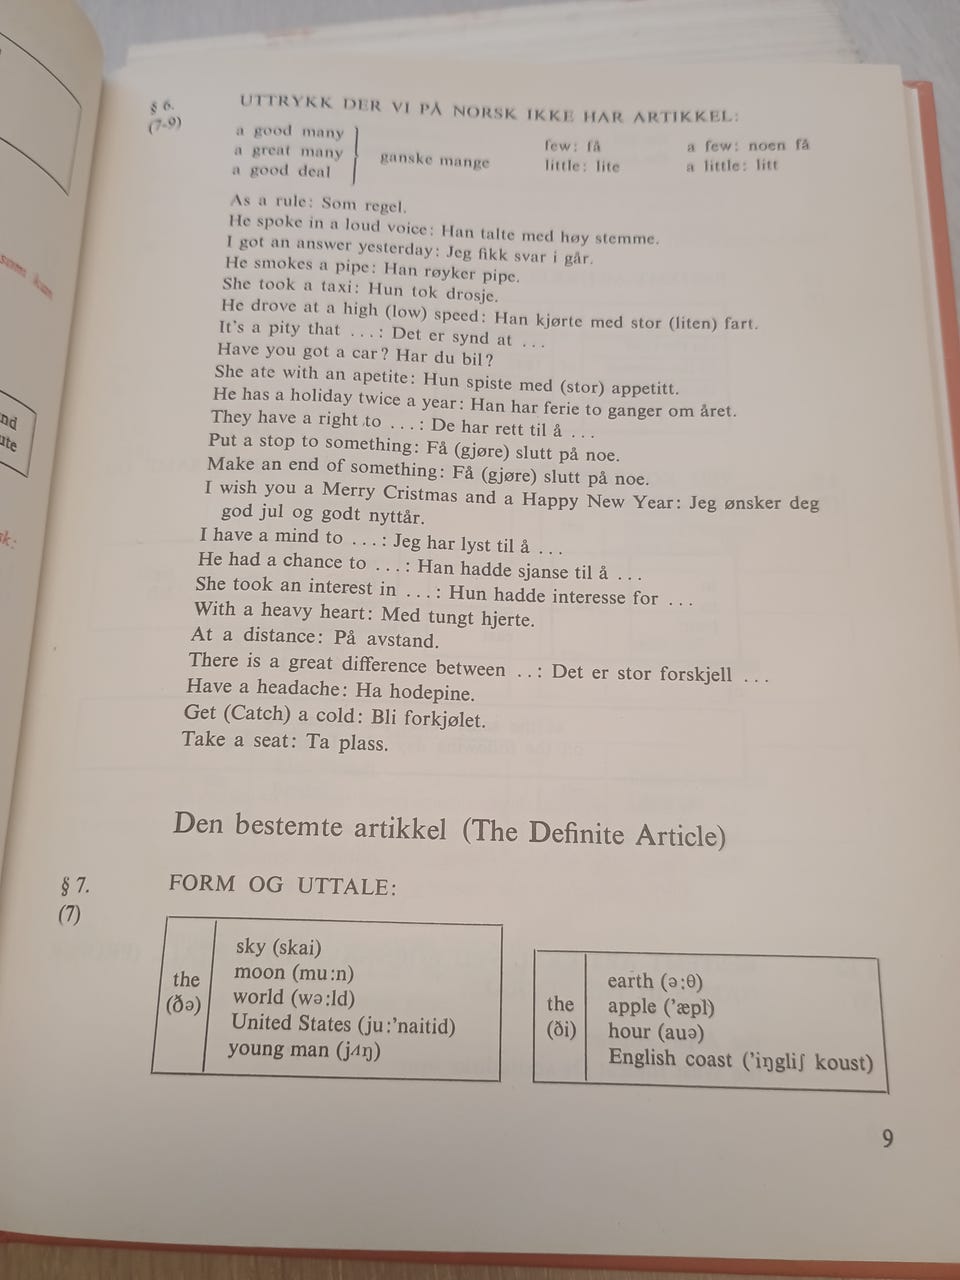 § 6.
(7-9)
UTTRYKK DER VI PÅ NORSK IKKE HAR ARTIKKEL:
a good many
a great many
a good deal
ganske mange
few: få
little: lite
a few: noen få
a little: litt
As a rule: Som regel.
He spoke in a loud voice: Han talte med høy stemme.
I got an answer yesterday: Jeg fikk svar i går.
He smokes a pipe: Han røyker pipe.
She took a taxi: Hun tok drosje.
He drove at a high (low) speed: Han kjørte med stor (liten) fart.
It's a pity that ...: Det er synd at ...
Have you got a car? Har du bil?
She ate with an apetite: Hun spiste med (stor) appetitt.
He has a holiday twice a year: Han har ferie to ganger om året.
They have a right to ...: De har rett til å ...
Put a stop to something: Få (gjøre) slutt på noe.
Make an end of something: Få (gjøre) slutt på noe.
I wish you a Merry Cristmas and a Happy New Year: Jeg ønsker deg
god jul og godt nyttår.
I have a mind to ...: Jeg har lyst til å ...
He had a chance to ...: Han hadde sjanse til å ...
She took an interest in ...: Hun hadde interesse for ...
With a heavy heart: Med tungt hjerte.
At a distance: På avstand.
There is a great difference between ..: Det er stor forskjell ...
Have a headache: Ha hodepine.
Get (Catch) a cold: Bli forkjølet.
Take a seat: Ta plass.
Den bestemte artikkel (The Definite Article)
§ 7.
(7)
FORM OG UTTALE:
the
(ðə)
sky (skai)
moon (mu:n)
world (wə:ld)
United States (ju:'naitid)
young man (jʌŋ)
the
(ði)
earth (ə:θ)
apple ('æpl)
hour (auə)
English coast ('iŋgliʃ koust)
9
som kan
nd
ute
sk: